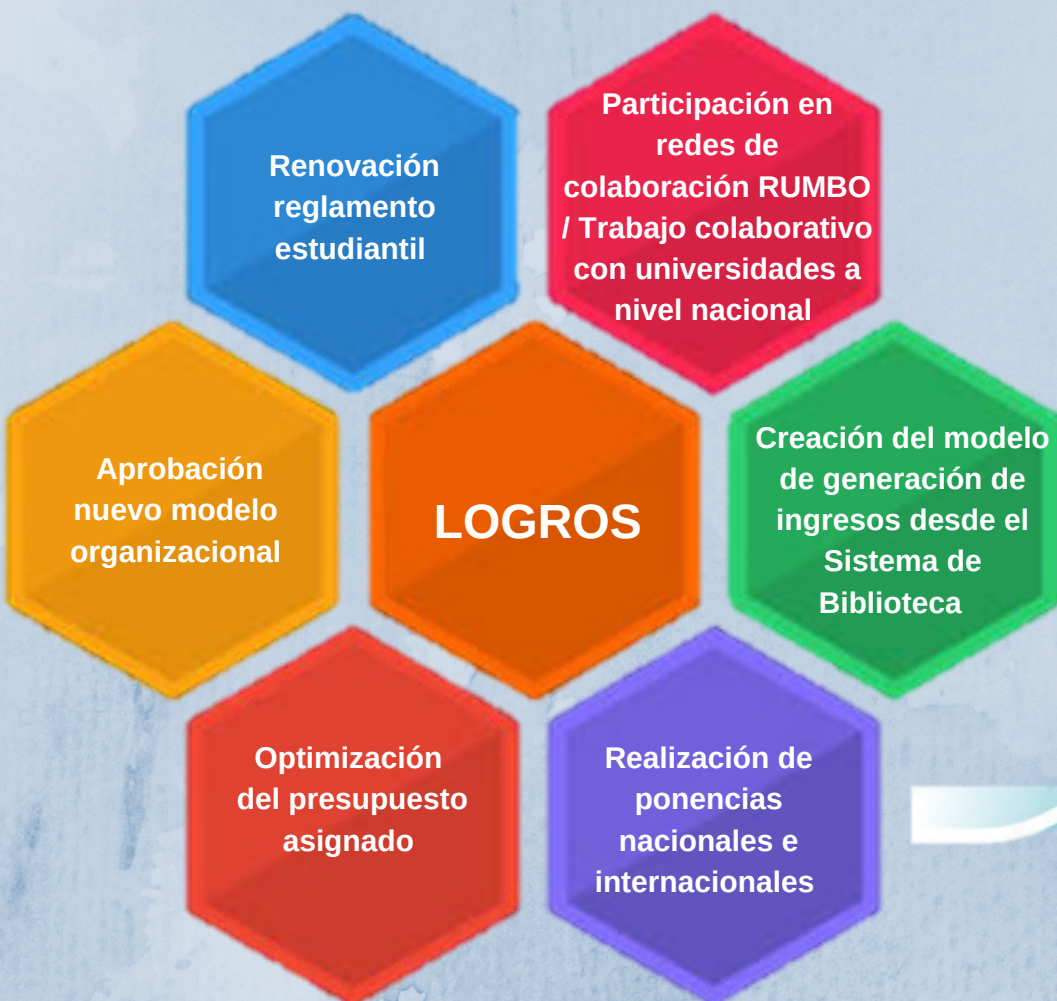 Renovación
reglamento
estudiantil
Participación en
redes de
colaboración RUMBO
/ Trabajo colaborativo
con universidades a
nivel nacional
Aprobación
nuevo modelo
organizacional
LOGROS
Creación del modelo
de generación de
ingresos desde el
Sistema de
Biblioteca
Optimización
del presupuesto
asignado
Realización de
ponencias
nacionales e
internacionales